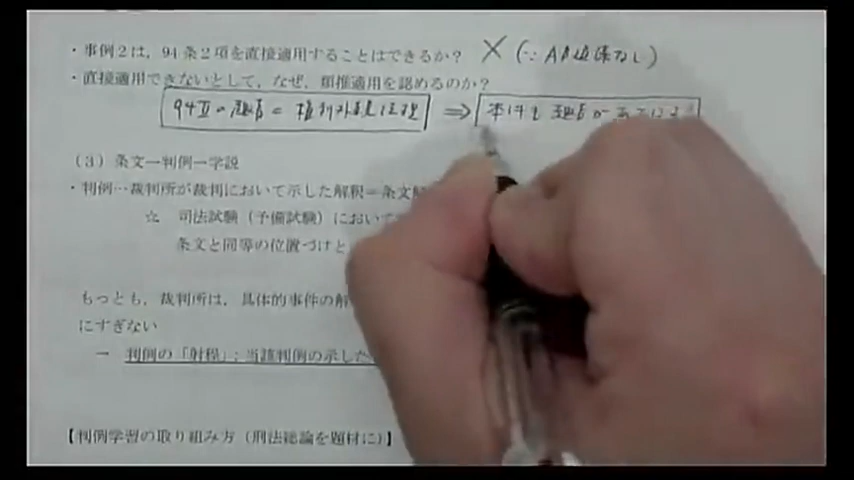 ・事例２は，94条２項を直接適用することはできるか？ × (∵ AB通謀なし)
・直接適用できないとして，なぜ，類推適用を認めるのか？
94Ⅱの趣旨 = 権利外観法理 ⇒ 本件も 趣旨が
（３）条文－判例－学説
・判例…裁判所が裁判において示した解釈＝条文解
☆ 司法試験（予備試験）において
条文と同等の位置づけと
もっとも，裁判所は，具体的事件の解
にすぎない
→ 判例の「射程」：当該判例の示した
【判例学習の取り組み方（刑法総論を題材に）】